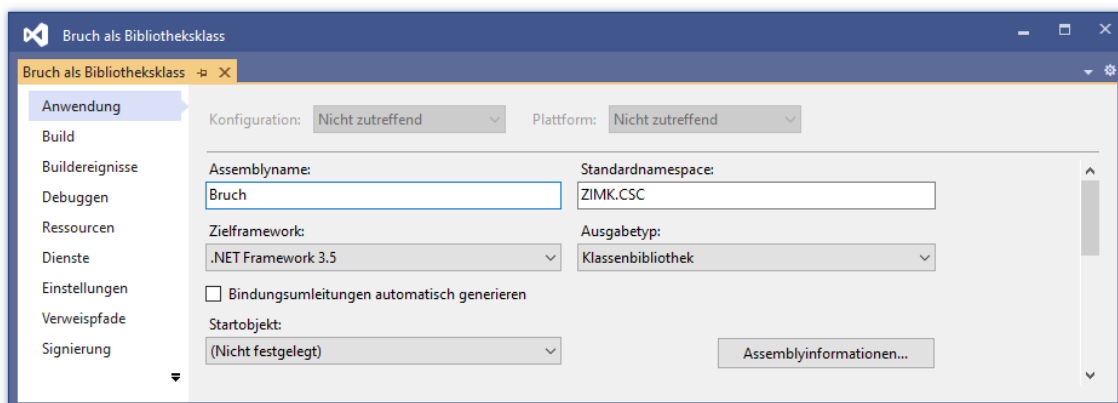 Bruch als Bibliotheksklass
Bruch als Bibliotheksklass
Anwendung
Build
Buildereignisse
Debuggen
Ressourcen
Dienste
Einstellungen
Verweispfade
Signierung
Konfiguration: Nicht zutreffend Plattform: Nicht zutreffend
Assemblyname: Standardnamespace:
Bruch ZIMK.CSC
Zielframework: Ausgabetyp:
.NET Framework 3.5 Klassenbibliothek
Bindungsumleitungen automatisch generieren
Startobjekt:
(Nicht festgelegt) Assemblyinformationen...